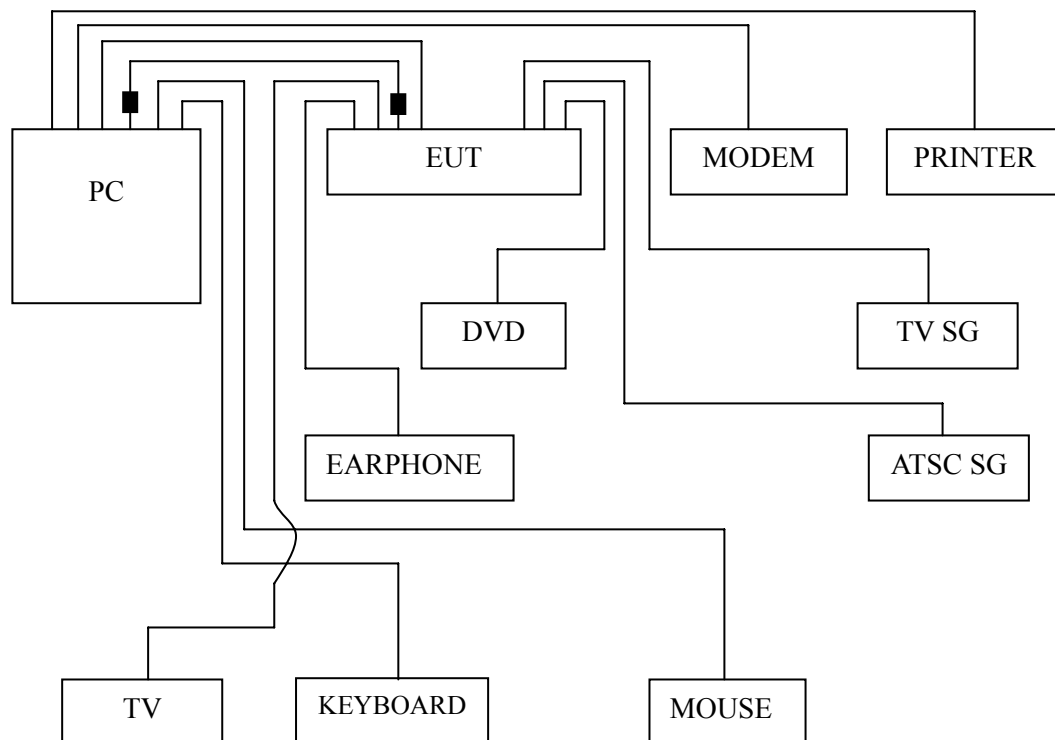 EUT
MODEM
PRINTER
PC
DVD
TV SG
EARPHONE
ATSC SG
TV
KEYBOARD
MOUSE